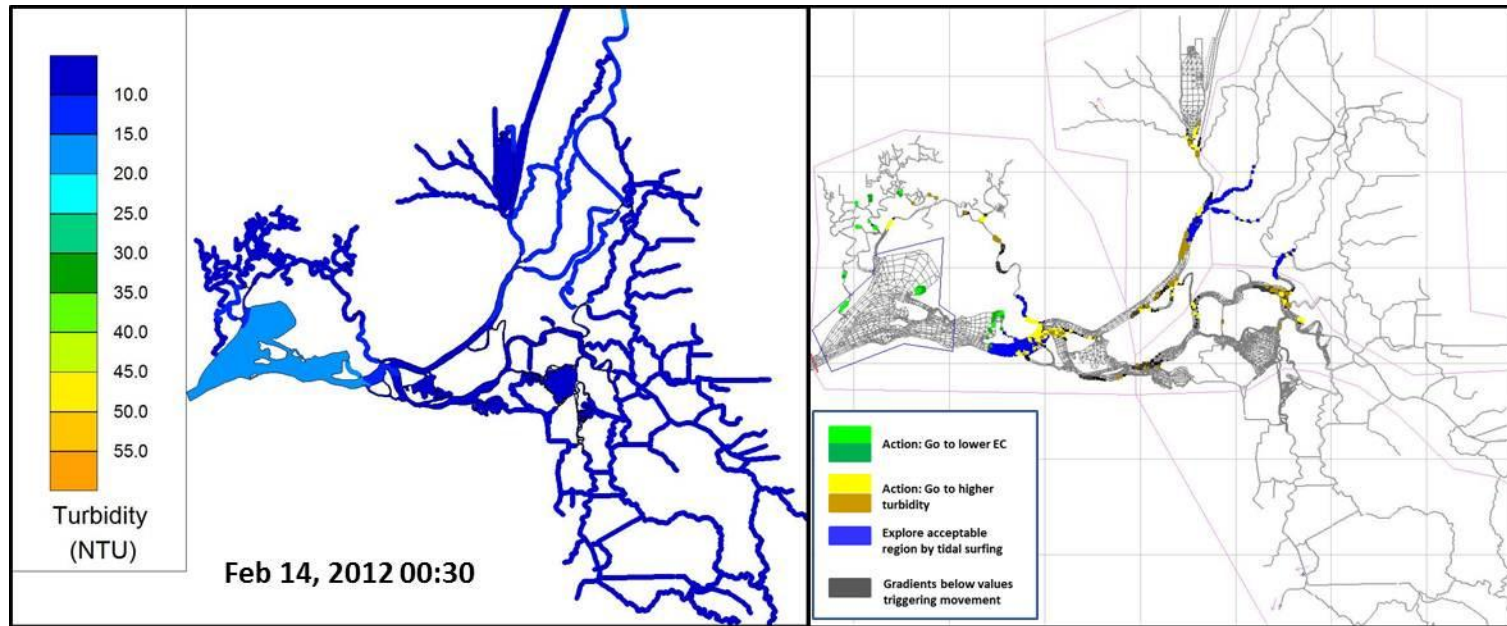 10.0
15.0
20.0
25.0
30.0
35.0
40.0
45.0
50.0
55.0
Turbidity
(NTU)
Feb 14, 2012 00:30
Action: Go to lower EC
Action: Go to higher
turbidity
Explore acceptable
region by tidal surfing
Gradients below values
triggering movement